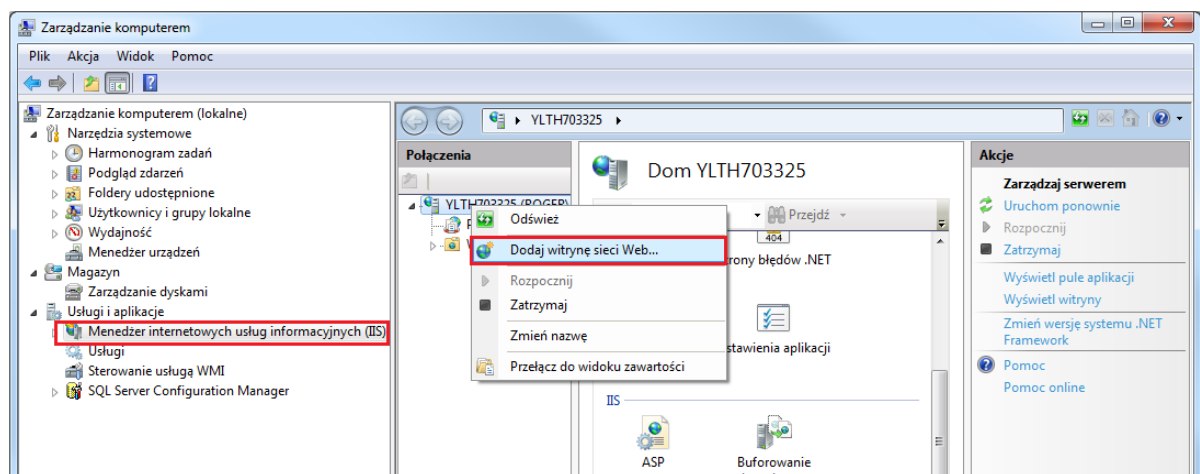 Zarządzanie komputerem
Plik Akcja Widok Pomoc
Zarządzanie komputerem (lokalne)
Narzędzia systemowe
Harmonogram zadań
Podgląd zdarzeń
Foldery udostępnione
Użytkownicy i grupy lokalne
Wydajność
Menedżer urządzeń
Magazyn
Zarządzanie dyskami
Usługi i aplikacje
Menedżer internetowych usług informacyjnych (IIS)
Usługi
Sterowanie usługą WMI
SQL Server Configuration Manager
YLTH703325
Połączenia
YLTH703325 (ROGER)
Odśwież
Dodaj witrynę sieci Web...
Rozpocznij
Zatrzymaj
Zmień nazwę
Przełącz do widoku zawartości
Dom YLTH703325
Przejdź
404
rony błędów .NET
stawienia aplikacji
IIS
ASP
Buforowanie
Akcje
Zarządzaj serwerem
Uruchom ponownie
Rozpocznij
Zatrzymaj
Wyświetl pule aplikacji
Wyświetl witryny
Zmień wersję systemu .NET
Framework
Pomoc
Pomoc online